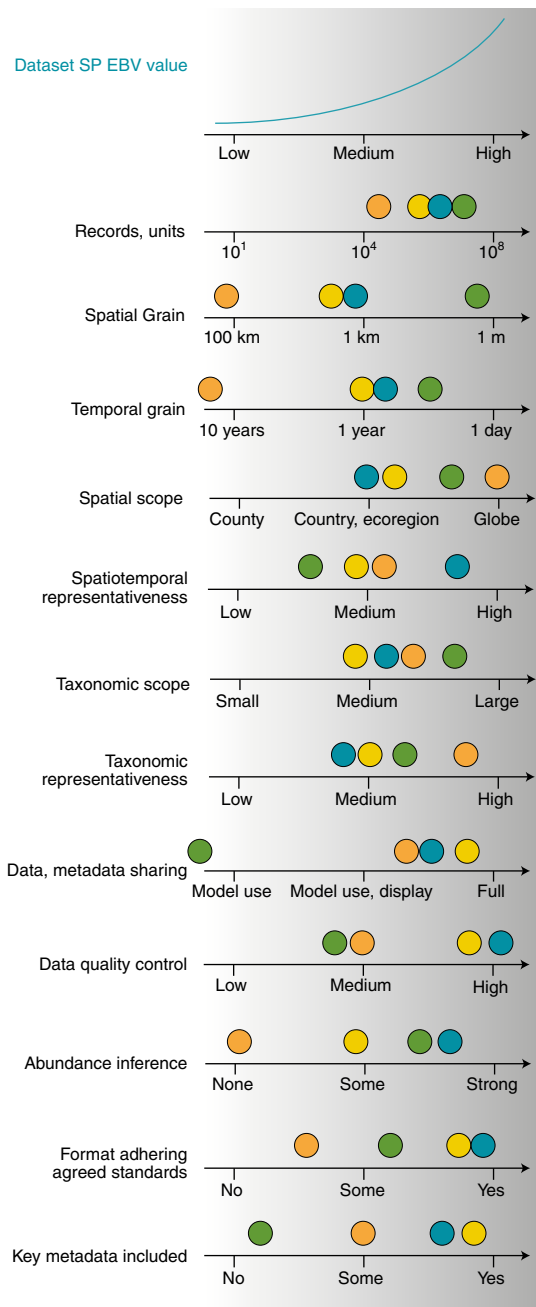 Dataset SP EBV value
Low Medium High
Records, units
10¹ 10⁴ 10⁸
Spatial Grain
100 km 1 km 1 m
Temporal grain
10 years 1 year 1 day
Spatial scope
County Country, ecoregion Globe
Spatiotemporal
representativeness
Low Medium High
Taxonomic scope
Small Medium Large
Taxonomic
representativeness
Low Medium High
Data, metadata sharing
Model use Model use, display Full
Data quality control
Low Medium High
Abundance inference
None Some Strong
Format adhering
agreed standards
No Some Yes
Key metadata included
No Some Yes